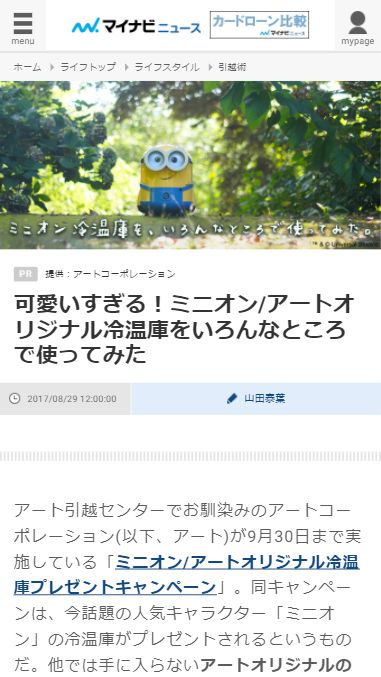 menu
マイナビニュース
カードローン比較
マイナビニュース
mypage
ホーム
ライフトップ
ライフスタイル
引越術
ミニオン冷温庫を、いろんなところで使ってみた。
™ & © Universal Studios
PR 提供：アートコーポレーション
可愛いすぎる！ミニオン/アートオ
リジナル冷温庫をいろんなところ
で使ってみた
2017/08/29 12:00:00
山田泰葉
アート引越センターでお馴染みのアートコー
ポレーション(以下、アート)が9月30日まで実
施している「ミニオン/アートオリジナル冷温
庫プレゼントキャンペーン」。同キャンペー
ンは、今話題の人気キャラクター「ミニオ
ン」の冷温庫がプレゼントされるというもの
だ。他では手に入らないアートオリジナルの